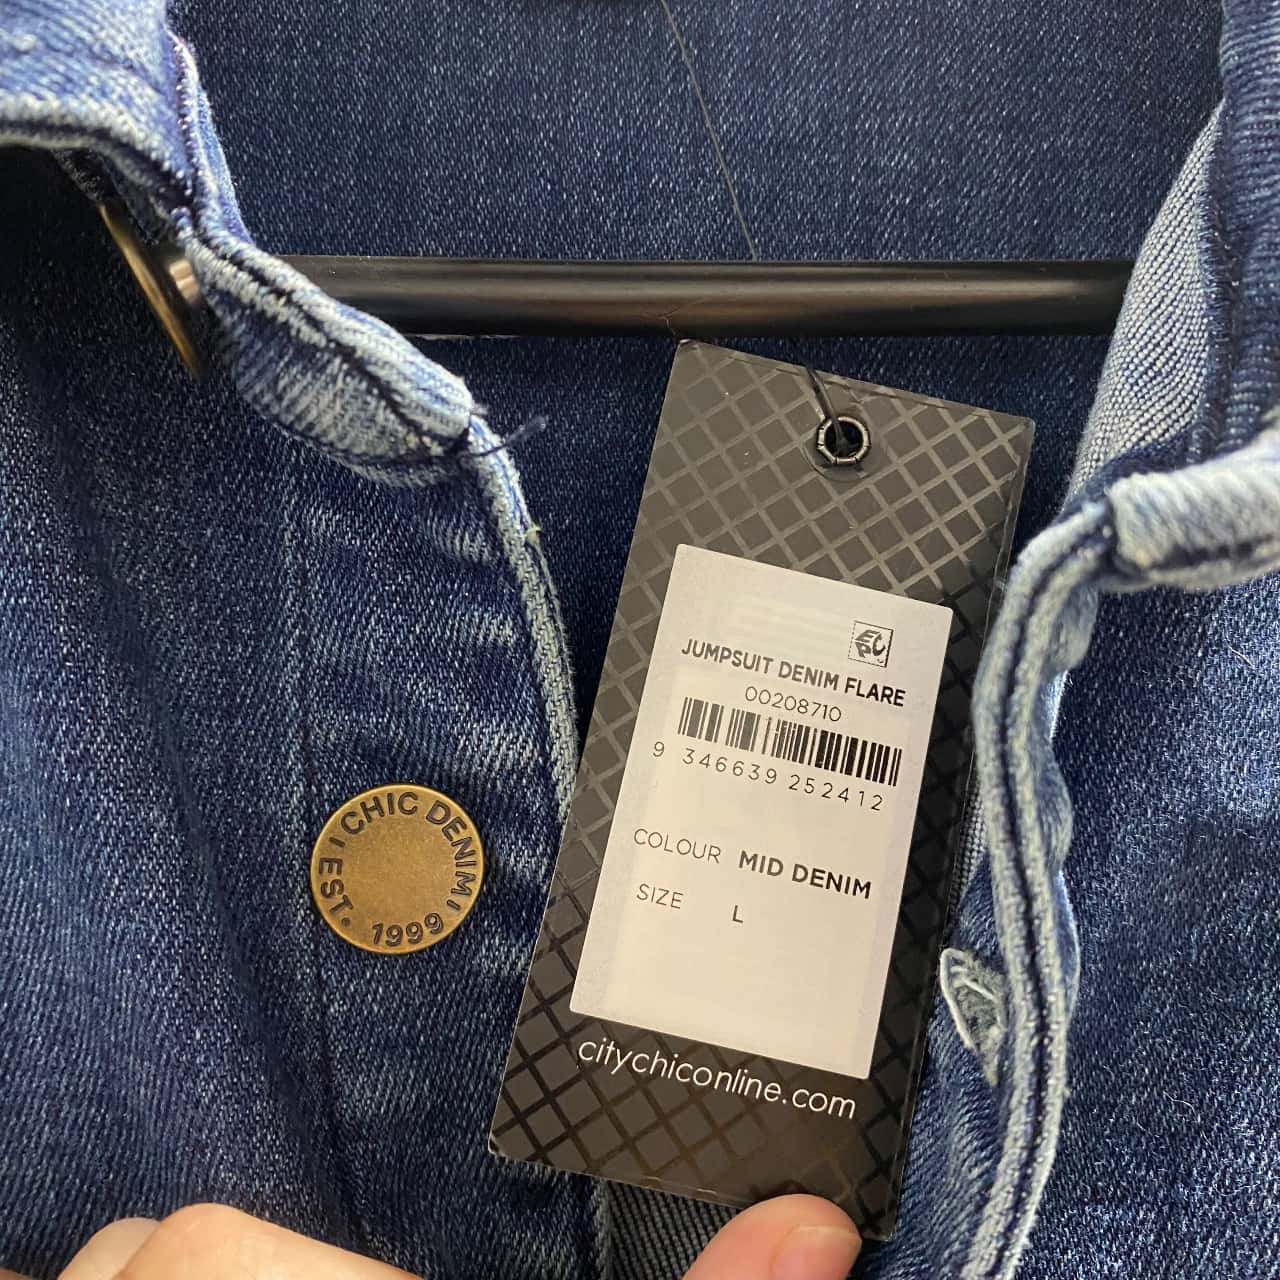 JUMPSUIT DENIM FLARE
00208710
9 346639 252412
COLOUR MID DENIM
SIZE L
citychiconline.com
CHIC DENIM
EST. 1999